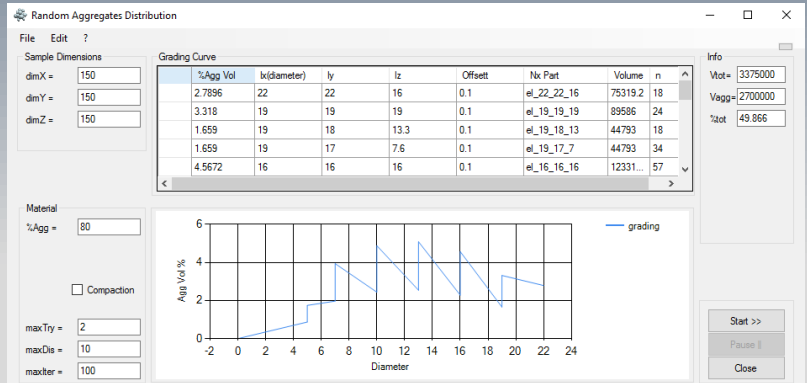 Random Aggregates Distribution
File Edit ?
Sample Dimensions
dimX = 150
dimY = 150
dimZ = 150
Grading Curve
%Agg Vol Ix(diameter) Iy Iz Offsett Nx Part Volume n
2.7896 22 22 16 0.1 el_22_22_16 75319.2 18
3.318 19 19 19 0.1 el_19_19_19 89586 24
1.659 19 18 13.3 0.1 el_19_18_13 44793 18
1.659 19 17 7.6 0.1 el_19_17_7 44793 34
4.5672 16 16 16 0.1 el_16_16_16 12331... 57
Info
Vtot= 3375000
Vagg= 2700000
%tot 49.866
Material
%Agg = 80
Compaction
maxTry = 2
maxDis = 10
maxIter = 100
6
4
2
0
Agg Vol %
-2 0 2 4 6 8 10 12 14 16 18 20 22 24
Diameter
grading
Start >>
Pause ||
Close